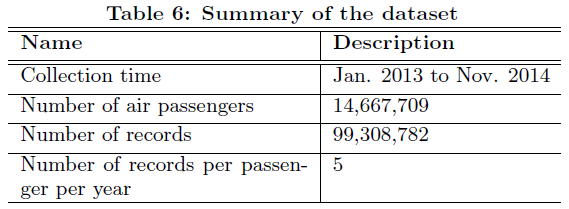 Table 6: Summary of the dataset
Name Description
Collection time Jan. 2013 to Nov. 2014
Number of air passengers 14,667,709
Number of records 99,308,782
Number of records per passen- 5
ger per year